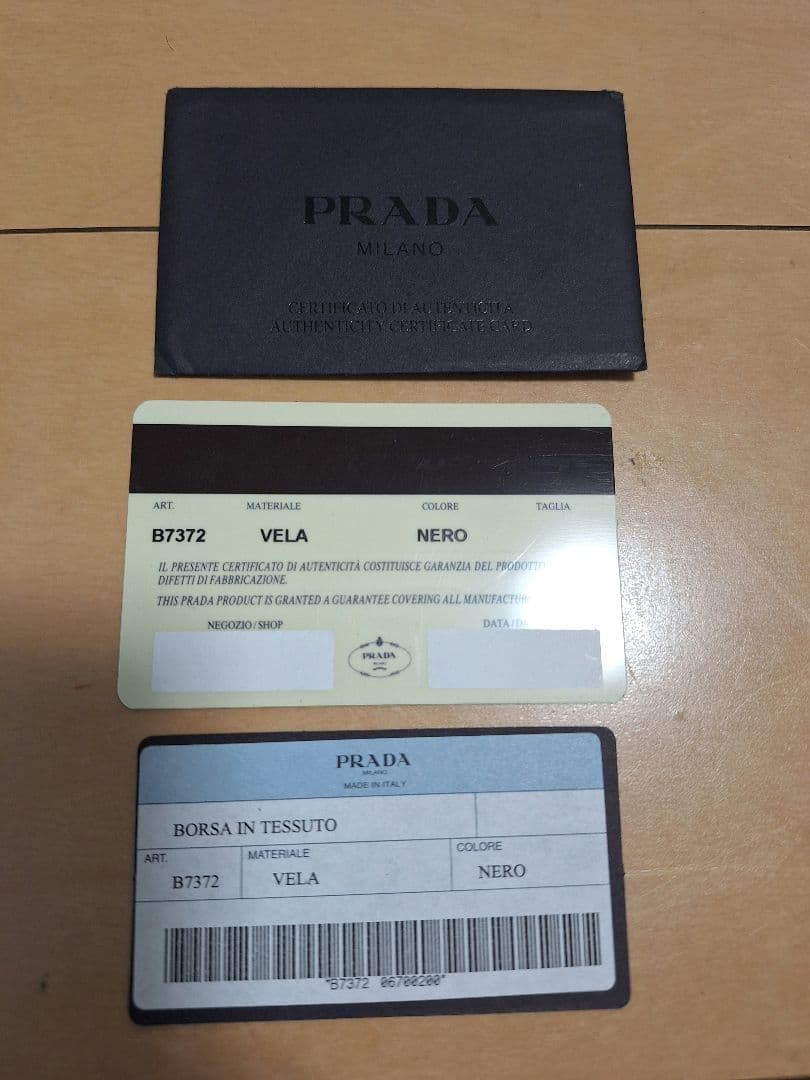 PRADA
MILANO
CERTIFICATO DI AUTENTICITÀ
AUTHENTICITY CERTIFICATE CARD
ART. MATERIALE COLORE TAGLIA
B7372 VELA NERO
IL PRESENTE CERTIFICATO DI AUTENTICITÀ COSTITUISCE GARANZIA DEL PRODOTTO
DIFETTI DI FABBRICAZIONE.
THIS PRADA PRODUCT IS GRANTED A GUARANTEE COVERING ALL
NEGOZIO/SHOP DATA/
PRADA
MILANO
PRADA
MILANO
MADE IN ITALY
BORSA IN TESSUTO
ART. MATERIALE COLORE
B7372 VELA NERO
*B7372 06700200*